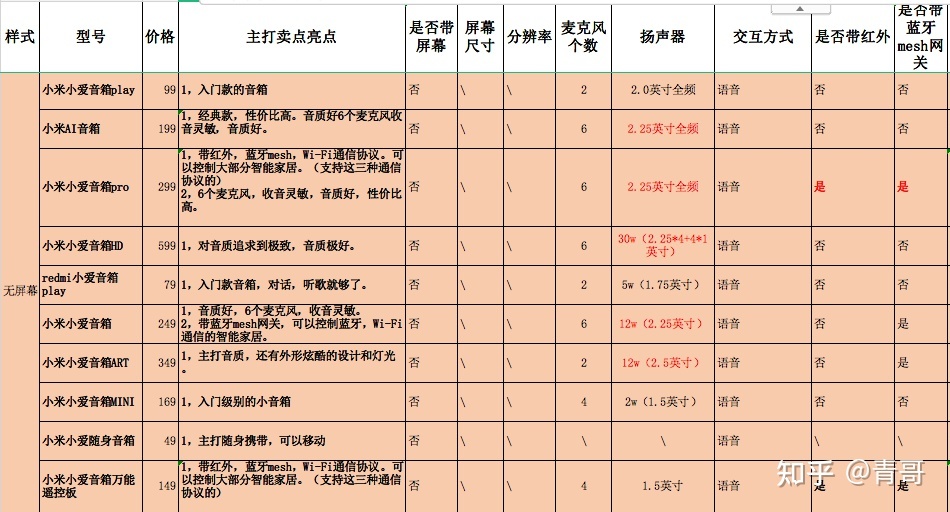 样式 型号 价格 主打卖点亮点 是否带屏幕 屏幕尺寸 分辨率 麦克风个数 扬声器 交互方式 是否带红外 是否带蓝牙mesh网关
无屏幕
小米小爱音箱play 99 1，入门款的音箱 否 \ \ 2 2.0英寸全频 语音 否 否
小米AI音箱 199 1，经典款，性价比高。音质好6个麦克风收
音灵敏，音质好。 否 \ \ 6 2.25英寸全频 语音 否 否
小米小爱音箱pro 299 1，带红外，蓝牙mesh，Wi-Fi通信协议。可
以控制大部分智能家居。（支持这三种通信
协议的）
2，6个麦克风，收音灵敏，音质好，性价比
高。 否 \ \ 6 2.25英寸全频 语音 是 是
小米小爱音箱HD 599 1，对音质追求到极致，音质极好。 否 \ \ 6 30w（2.25*4+4*1
英寸） 语音 否 否
redmi小爱音箱
play 79 1，入门款音箱，对话，听歌就够了。 否 \ \ 2 5w（1.75英寸） 语音 否 否
小米小爱音箱 249 1，音质好，6个麦克风，收音灵敏。
2，带蓝牙mesh网关，可以控制蓝牙，Wi-Fi
通信的智能家居。 否 \ \ 6 12w（2.25英寸） 语音 否 是
小米小爱音箱ART 349 1，主打音质，还有外形炫酷的设计和灯光
。 否 \ \ 2 12w（2.5英寸） 语音 否 是
小米小爱音箱MINI 169 1，入门级别的小音箱 否 \ \ 4 2w（1.5英寸） 语音 否 否
小米小爱随身音箱 49 1，主打随身携带，可以移动 否 \ \ \ \ 语音 \ \
小米小爱音箱万能
遥控板 149 1，带红外，蓝牙mesh，Wi-Fi通信协议。可
以控制大部分智能家居。（支持这三种通信
协议的） 否 \ \ 4 1.5英寸 语音 是 是
知乎 @青哥